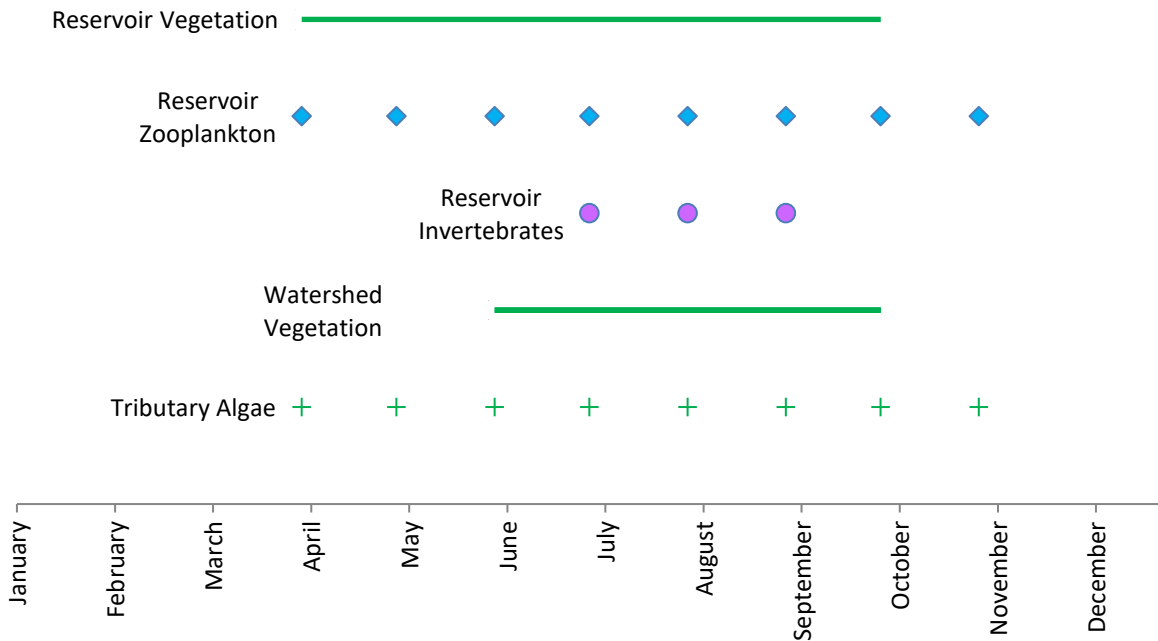 Reservoir Vegetation
Reservoir
Zooplankton
Reservoir
Invertebrates
Watershed
Vegetation
Tributary Algae
January
February
March
April
May
June
July
August
September
October
November
December